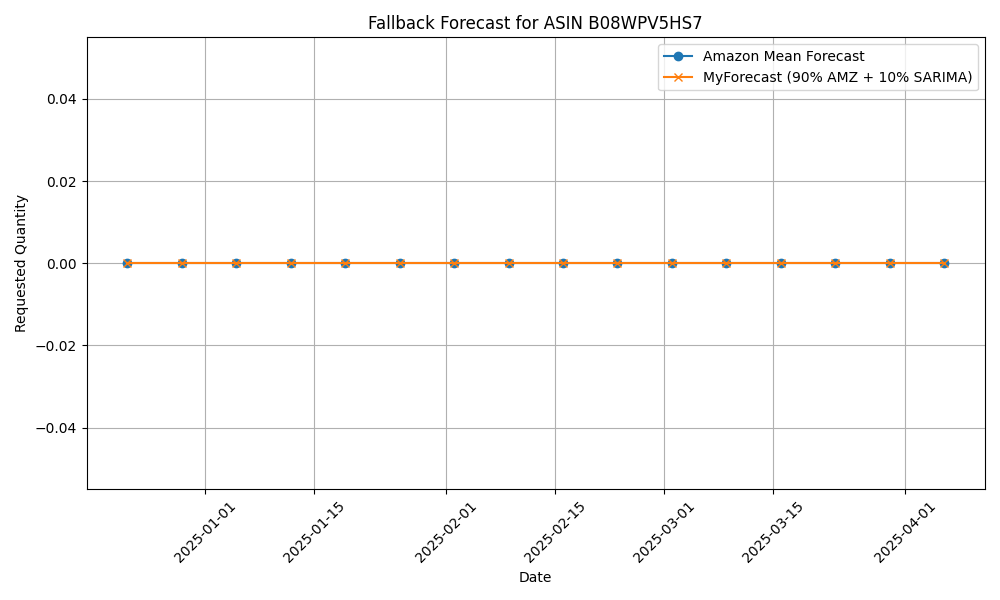 Fallback Forecast for ASIN B08WPV5HS7
Amazon Mean Forecast
MyForecast (90% AMZ + 10% SARIMA)
0.04
0.02
0.00
−0.02
−0.04
Requested Quantity
2025-01-01
2025-01-15
2025-02-01
2025-02-15
2025-03-01
2025-03-15
2025-04-01
Date